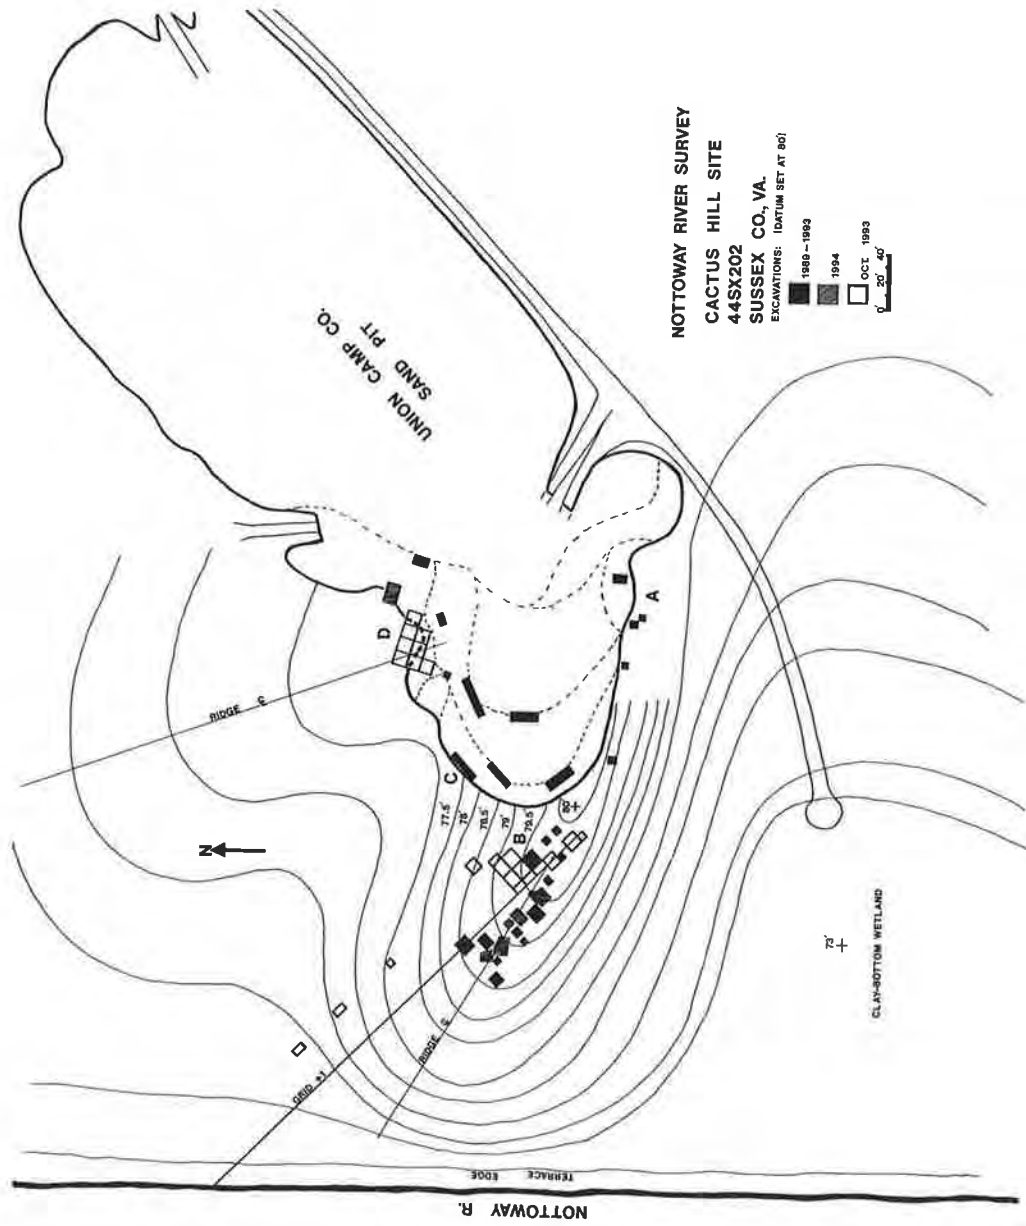 NOTTOWAY RIVER SURVEY
CACTUS HILL SITE
44SX202
SUSSEX CO., VA.
EXCAVATIONS: (DATUM SET AT 80')
1989-1993
1994
OCT. 1993
0' 20' 40'
UNION CAMP CO.
SAND PIT
A
B
C
D
RIDGE ℄
77.5'
78'
78.5'
79'
79.5'
80'
N
GRID
RIDGE
73'
CLAY-BOTTOM WETLAND
TERRACE EDGE
NOTTOWAY R.